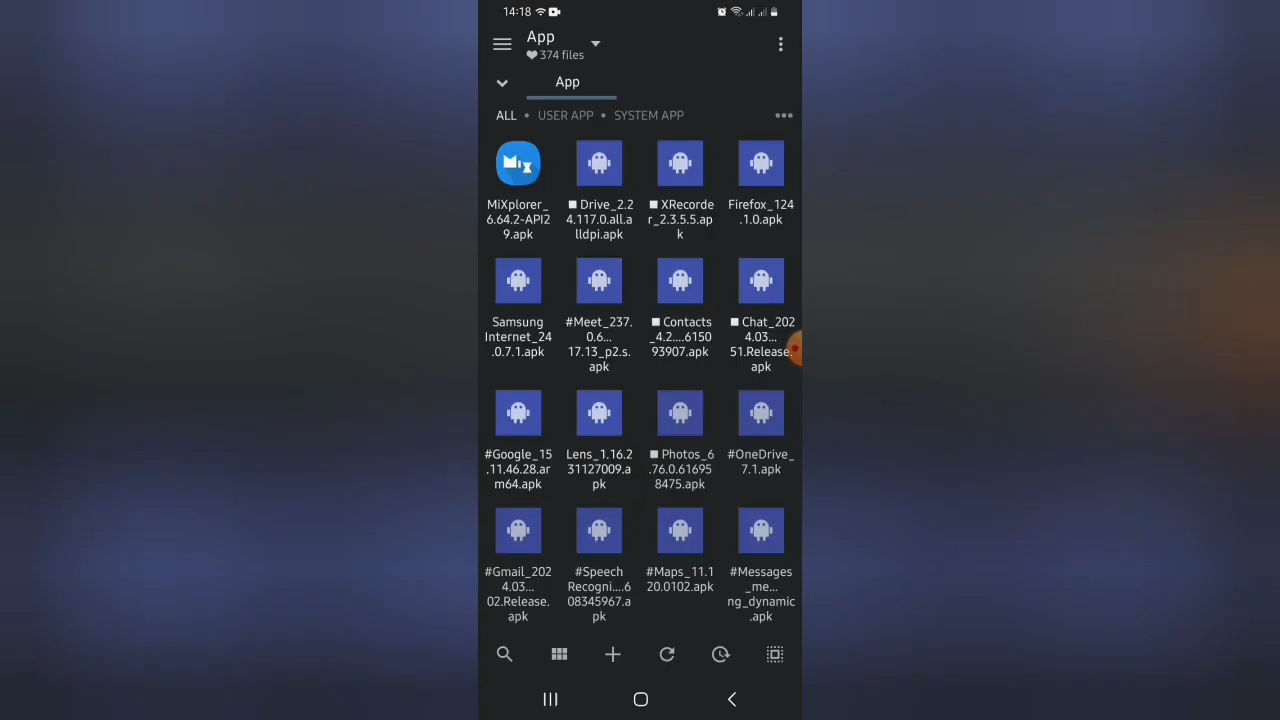 14:18
App
374 files
App
ALL • USER APP • SYSTEM APP
MiXplorer_
6.64.2-API2
9.apk
Drive_2.2
4.117.0.all.a
lldpi.apk
XRecorde
r_2.3.5.5.ap
k
Firefox_124
.1.0.apk
Samsung
Internet_24
.0.7.1.apk
#Meet_237.
0.6...
17.13_p2.s.
apk
Contacts
_4.2....6150
93907.apk
Chat_202
4.03...
51.Release.
apk
#Google_15
.11.46.28.ar
m64.apk
Lens_1.16.2
31127009.a
pk
Photos_6
.76.0.61695
8475.apk
#OneDrive_
7.1.apk
#Gmail_202
4.03...
02.Release.
apk
#Speech
Recogni....6
08345967.a
pk
#Maps_11.1
20.0102.apk
#Messages
_me...
ng_dynamic
.apk